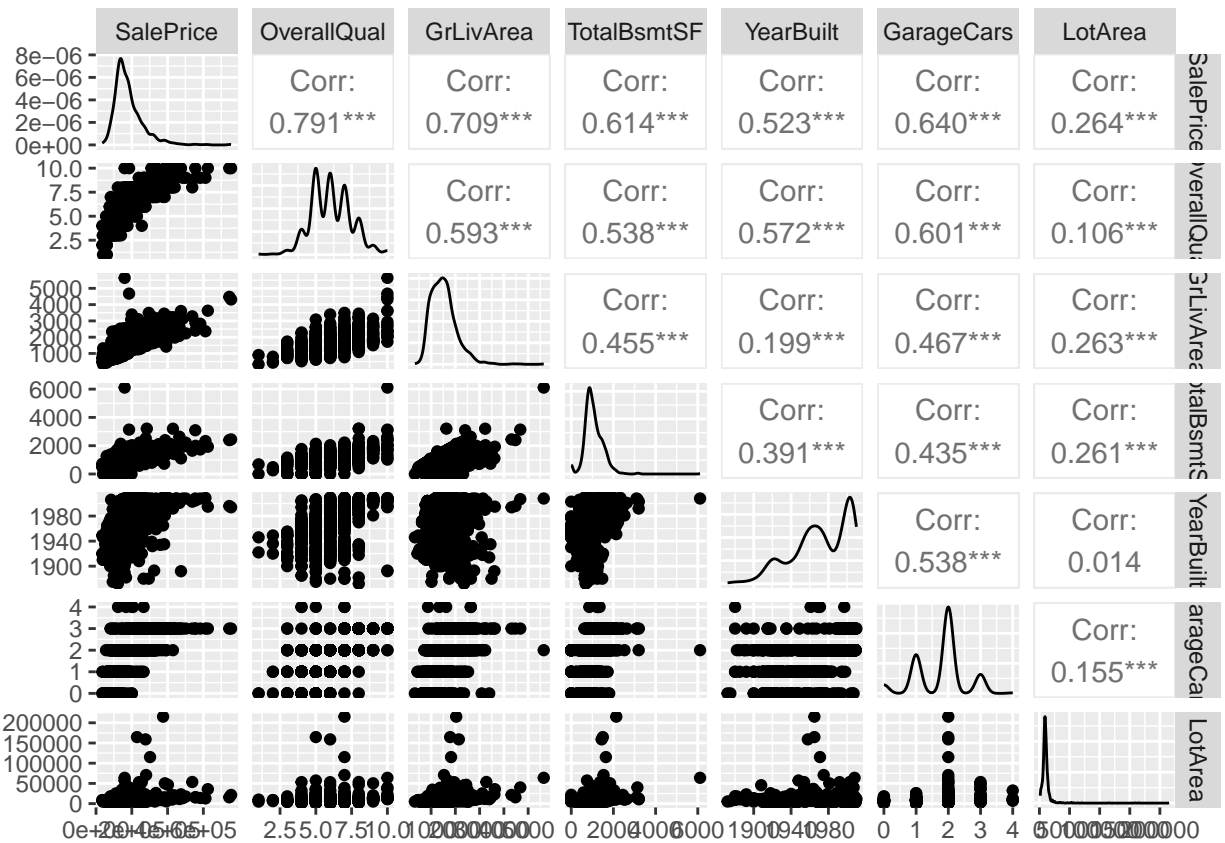 SalePrice OverallQual GrLivArea TotalBsmtSF YearBuilt GarageCars LotArea
8e−06
6e−06
4e−06
2e−06
0e+00
Corr:
0.791***
Corr:
0.709***
Corr:
0.614***
Corr:
0.523***
Corr:
0.640***
Corr:
0.264***
SalePrice
10.0
7.5
5.0
2.5
Corr:
0.593***
Corr:
0.538***
Corr:
0.572***
Corr:
0.601***
Corr:
0.106***
5000
4000
3000
2000
1000
Corr:
0.455***
Corr:
0.199***
Corr:
0.467***
Corr:
0.263***
GrLivArea
6000
4000
2000
0
Corr:
0.391***
Corr:
0.435***
Corr:
0.261***
1980
1940
1900
Corr:
0.538***
Corr:
0.014
YearBuilt
4
3
2
1
0
Corr:
0.155***
200000
150000
100000
50000
0
LotArea
2.5 5.0 7.5 10.0
0 2000 4000 6000
1900 1940 1980
0 1 2 3 4